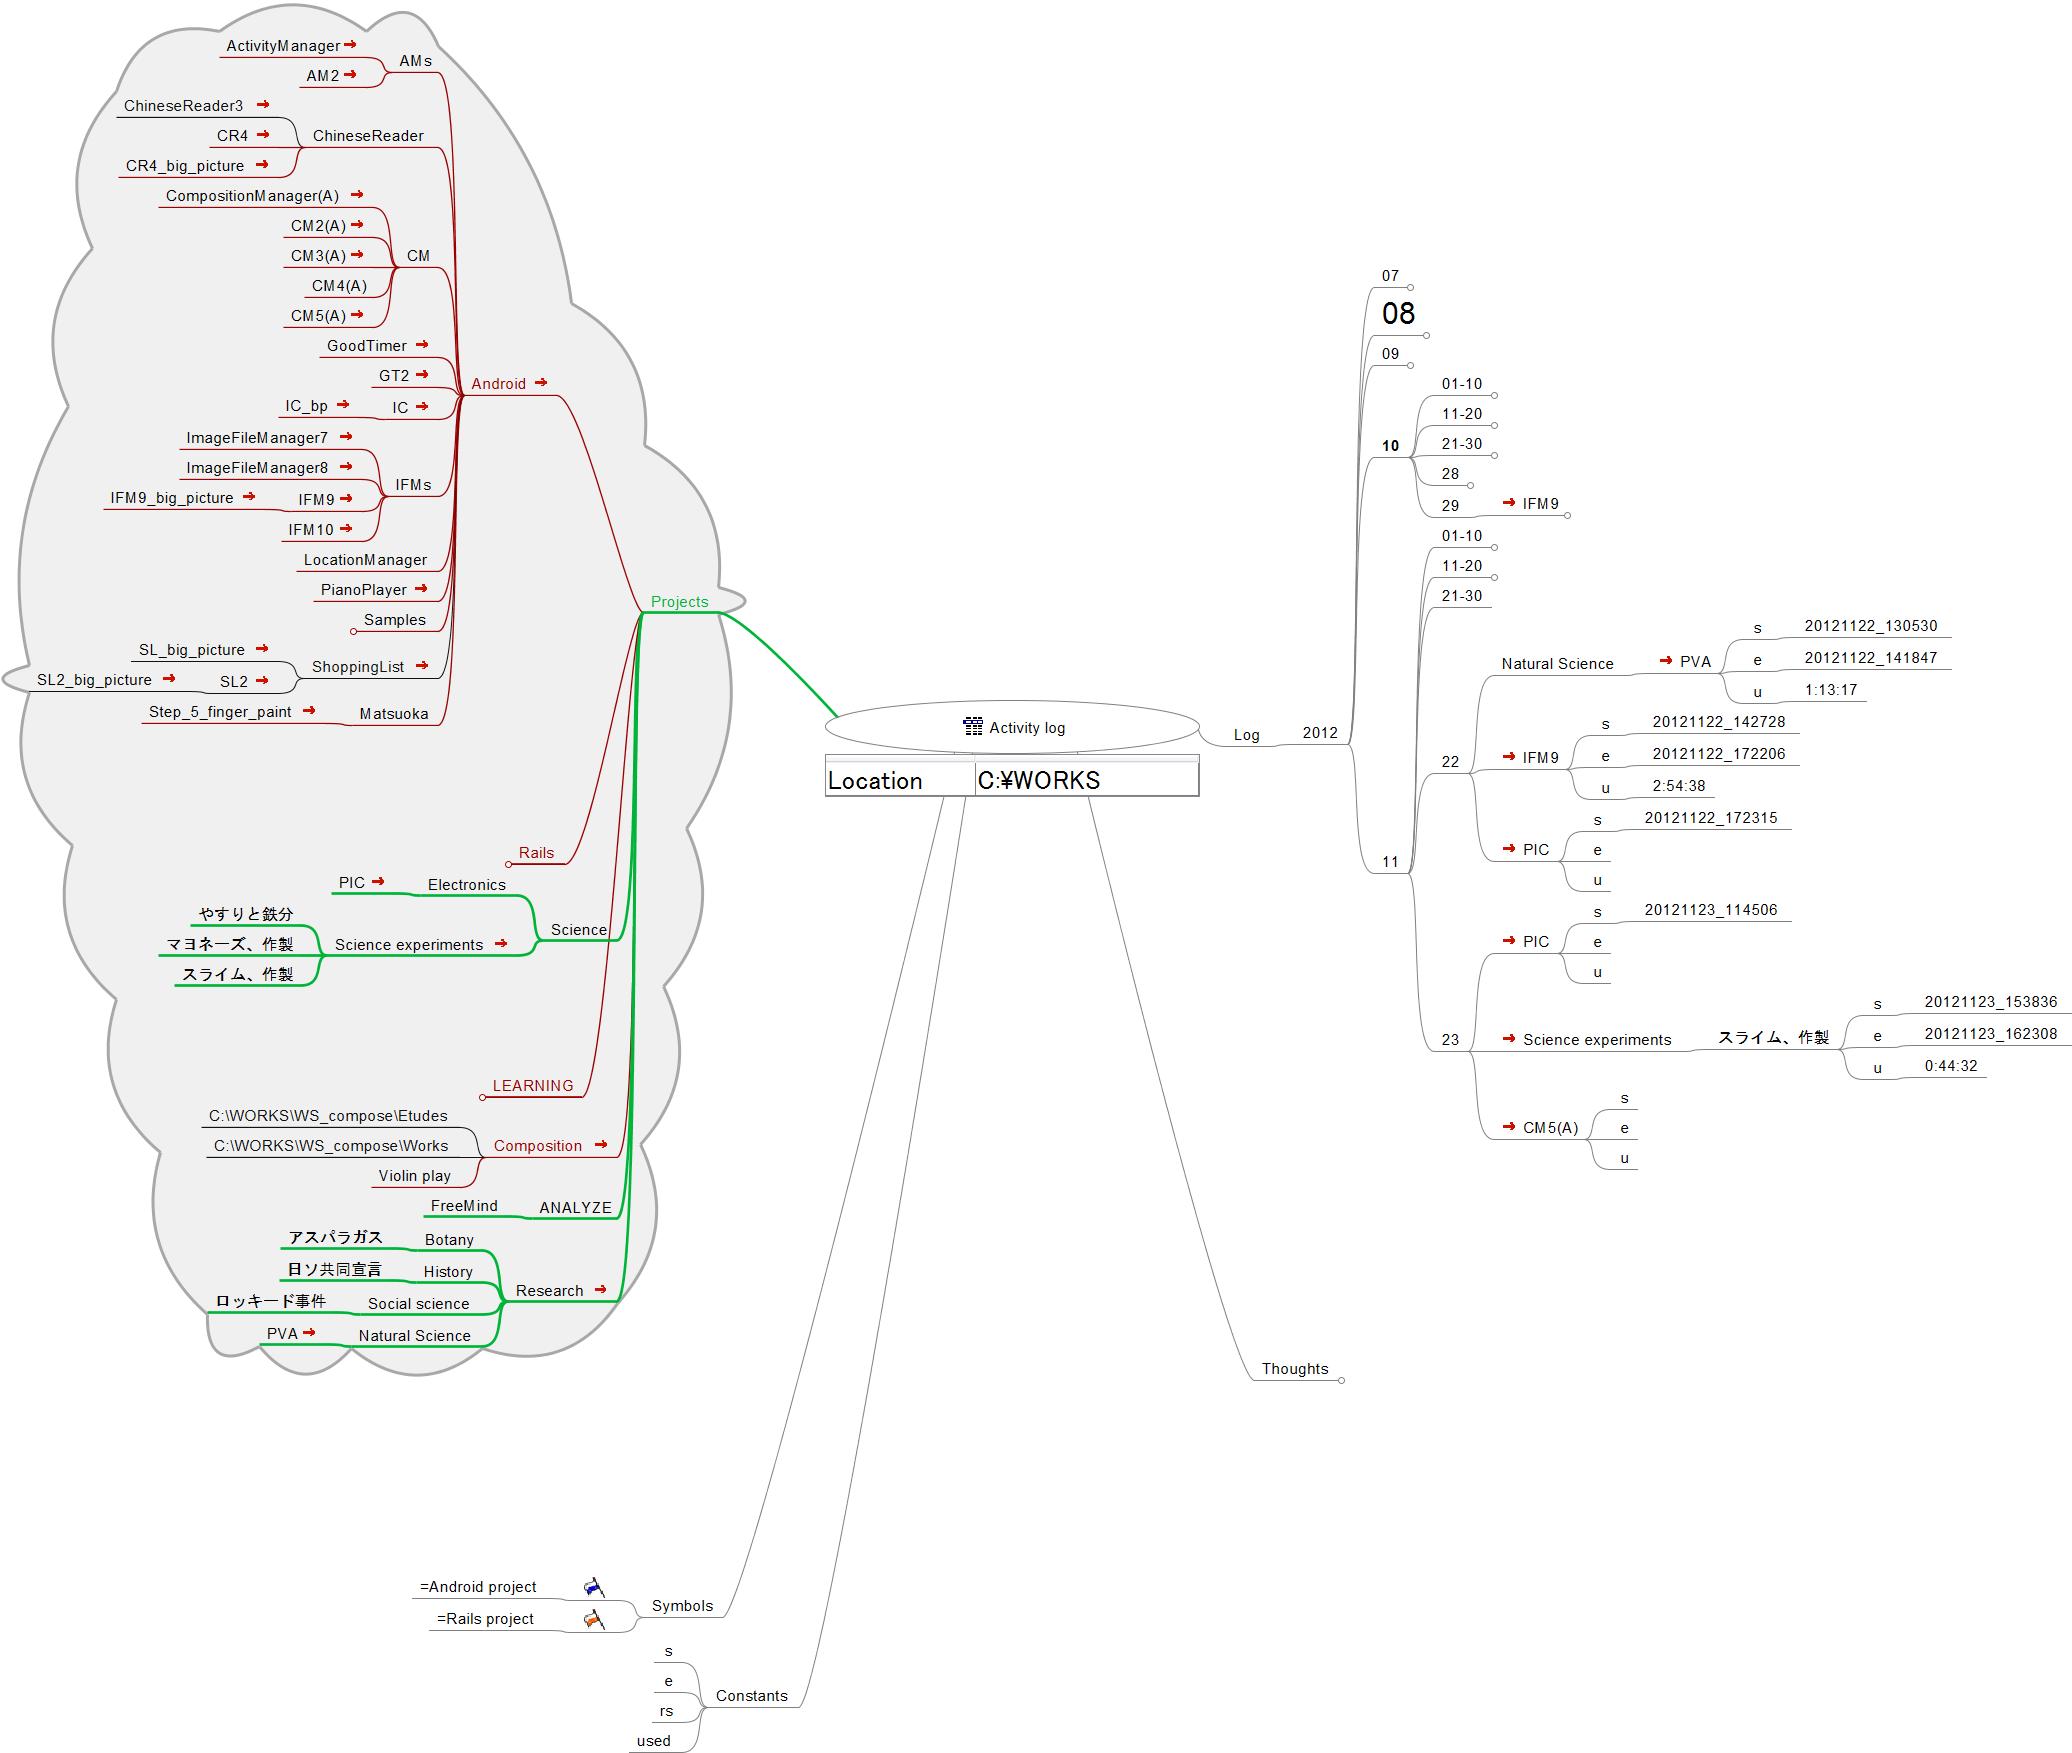 ActivityManager
AM2
AMs
ChineseReader3
CR4
CR4_big_picture
ChineseReader
CompositionManager(A)
CM2(A)
CM3(A)
CM4(A)
CM5(A)
CM
GoodTimer
GT2
IC_bp
IC
ImageFileManager7
ImageFileManager8
IFM9_big_picture
IFM9
IFM10
IFMs
LocationManager
PianoPlayer
Samples
SL_big_picture
SL2_big_picture
SL2
ShoppingList
Step_5_finger_paint
Matsuoka
Android
Rails
PIC
Electronics
やすりと鉄分
マヨネーズ、作製
スライム、作製
Science experiments
Science
LEARNING
C:\WORKS\WS_compose\Etudes
C:\WORKS\WS_compose\Works
Violin play
Composition
FreeMind
ANALYZE
アスパラガス
Botany
日ソ共同宣言
History
ロッキード事件
Social science
PVA
Natural Science
Research
Projects
Activity log
Location
C:¥WORKS
Log
2012
07
08
09
10
01-10
11-20
21-30
28
29
IFM9
11
01-10
11-20
21-30
22
Natural Science
PVA
s
20121122_130530
e
20121122_141847
u
1:13:17
IFM9
s
20121122_142728
e
20121122_172206
u
2:54:38
PIC
s
20121122_172315
e
u
23
PIC
s
20121123_114506
e
u
Science experiments
スライム、作製
s
20121123_153836
e
20121123_162308
u
0:44:32
CM5(A)
s
e
u
Thoughts
=Android project
=Rails project
Symbols
s
e
rs
used
Constants